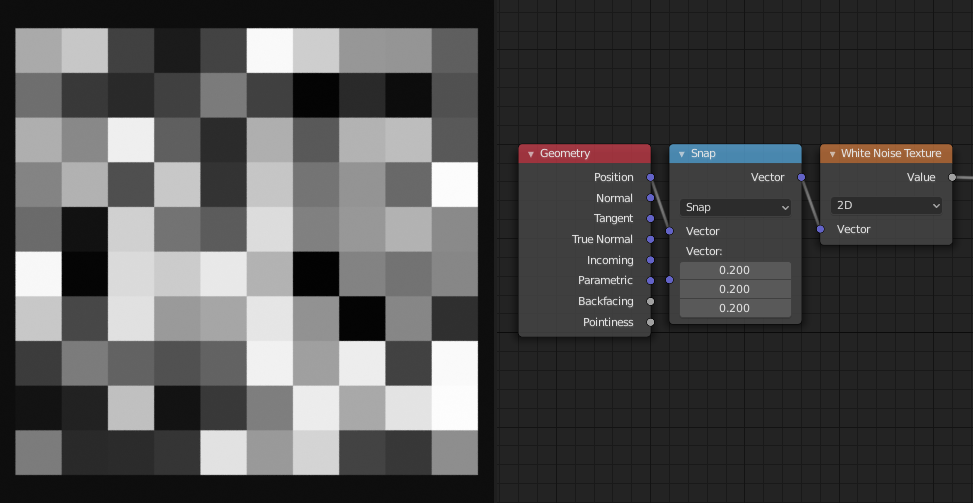 Geometry
Position
Normal
Tangent
True Normal
Incoming
Parametric
Backfacing
Pointiness
Snap
Vector
Snap
Vector
Vector:
0.200
0.200
0.200
White Noise Texture
Value
2D
Vector